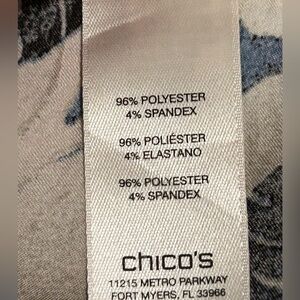 96% POLYESTER
4% SPANDEX
96% POLIÉSTER
4% ELASTANO
96% POLYESTER
4% SPANDEX
chico's
11215 METRO PARKWAY
FORT MYERS, FL 33966